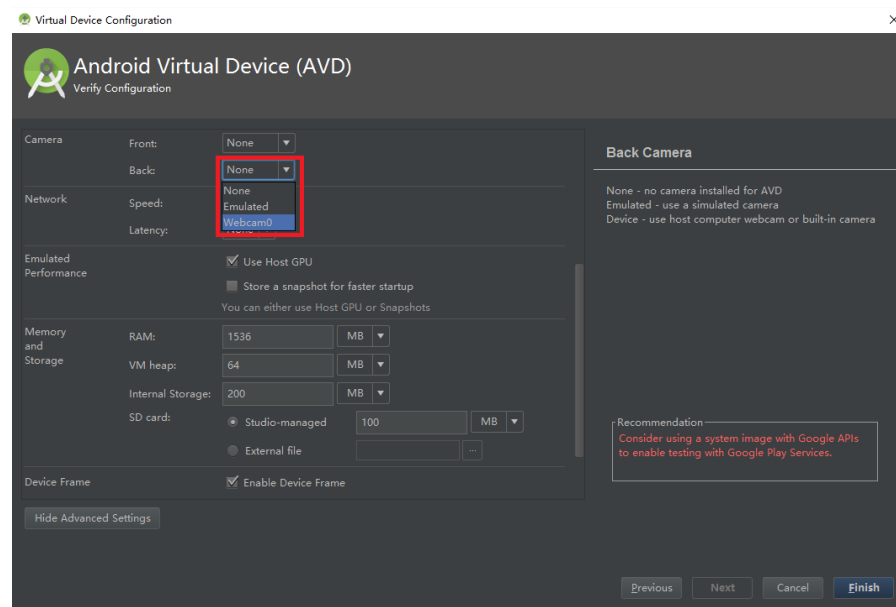 Virtual Device Configuration
Android Virtual Device (AVD)
Verify Configuration
Camera
Front:
None
Back:
None
None
Emulated
Webcam0
Network
Speed:
Latency:
None
Emulated
Performance
Use Host GPU
Store a snapshot for faster startup
You can either use Host GPU or Snapshots
Memory
and
Storage
RAM:
1536
MB
VM heap:
64
MB
Internal Storage:
200
MB
SD card:
Studio-managed
100
MB
External file
...
Device Frame
Enable Device Frame
Hide Advanced Settings
Back Camera
None - no camera installed for AVD
Emulated - use a simulated camera
Device - use host computer webcam or built-in camera
Recommendation
Consider using a system image with Google APIs
to enable testing with Google Play Services.
Previous
Next
Cancel
Finish